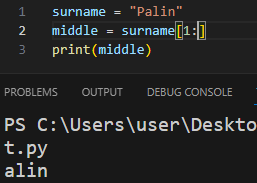 1 surname = "Palin"
2 middle = surname[1:]
3 print(middle)
PROBLEMS OUTPUT DEBUG CONSOLE
PS C:\Users\user\Deskto
t.py
alin